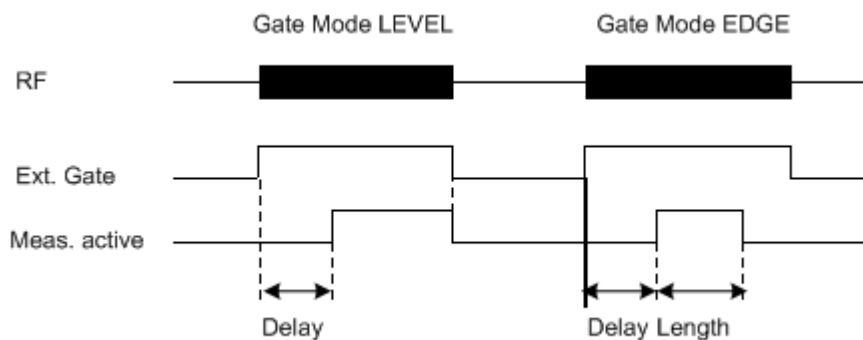 Gate Mode LEVEL Gate Mode EDGE
RF
Ext. Gate
Meas. active
Delay Delay Length